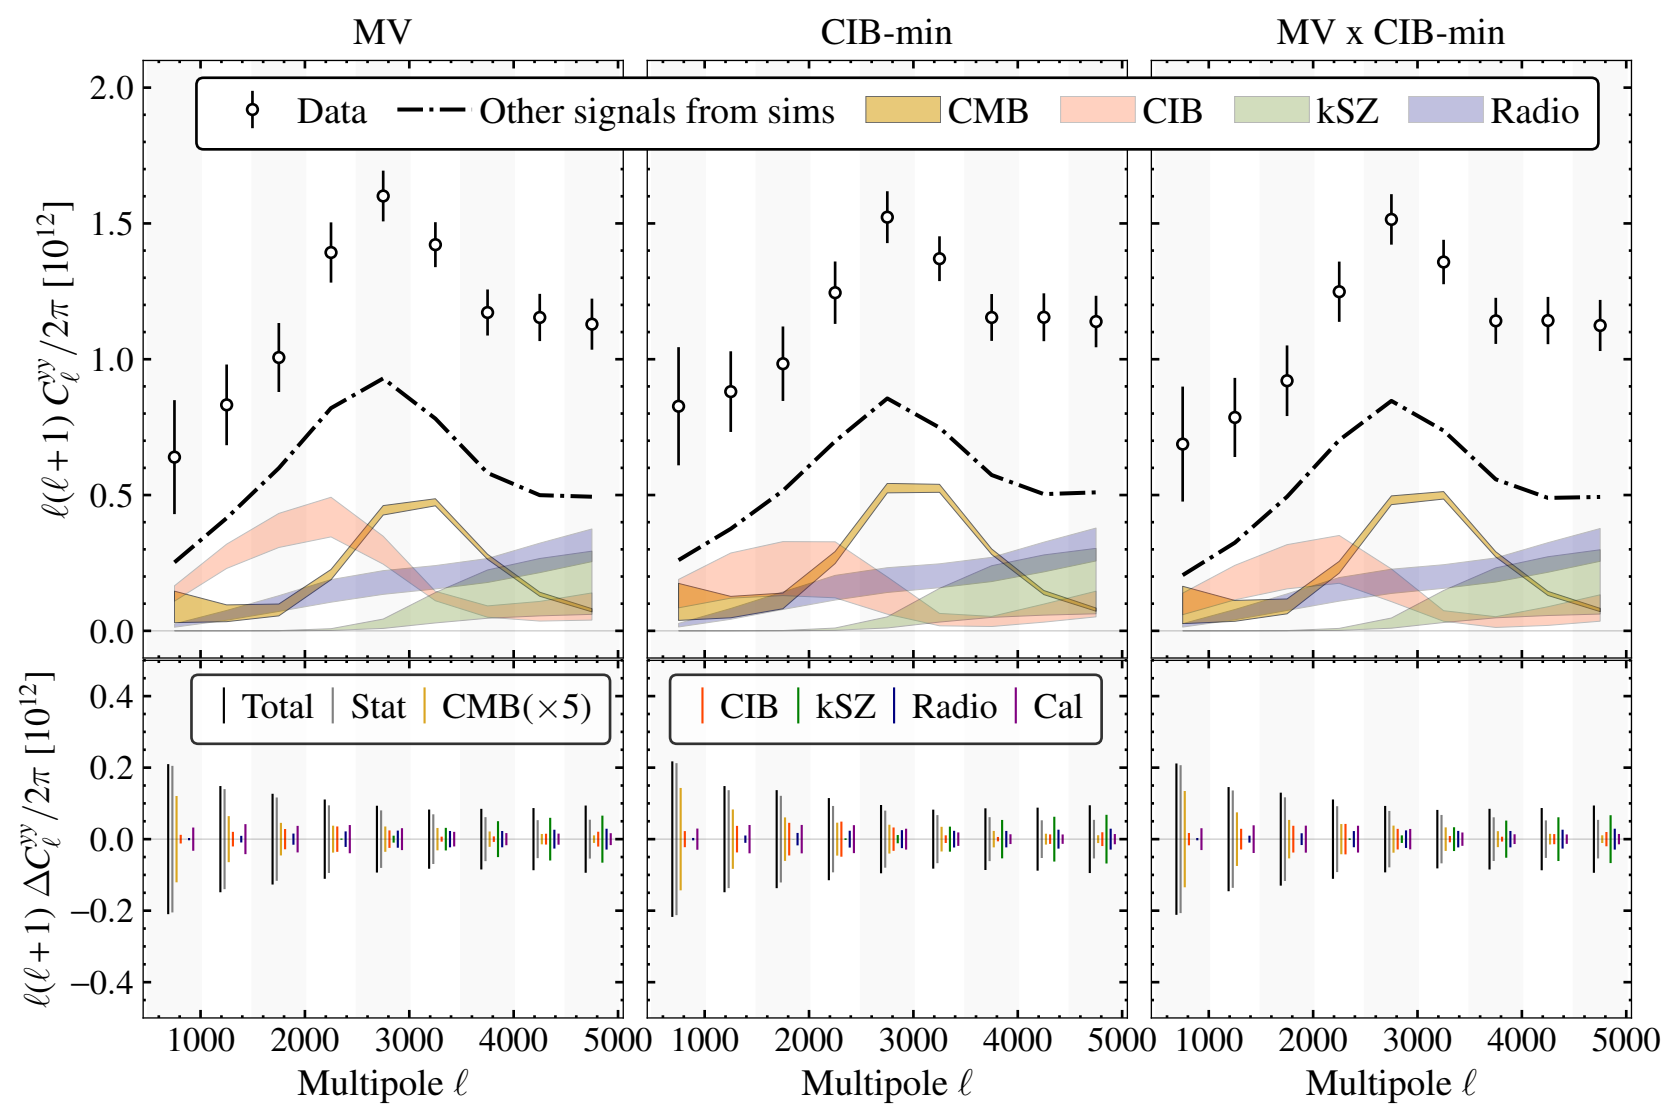 MV CIB-min MV x CIB-min
Data Other signals from sims CMB CIB kSZ Radio
2.0
1.5
1.0
0.5
0.0
ℓ(ℓ+1) C_ℓ^{yy}/2π [10^{12}]
Total Stat CMB(×5)
CIB kSZ Radio Cal
0.4
0.2
0.0
−0.2
−0.4
ℓ(ℓ+1) ΔC_ℓ^{yy}/2π [10^{12}]
1000 2000 3000 4000 5000 1000 2000 3000 4000 5000 1000 2000 3000 4000 5000
Multipole ℓ Multipole ℓ Multipole ℓ